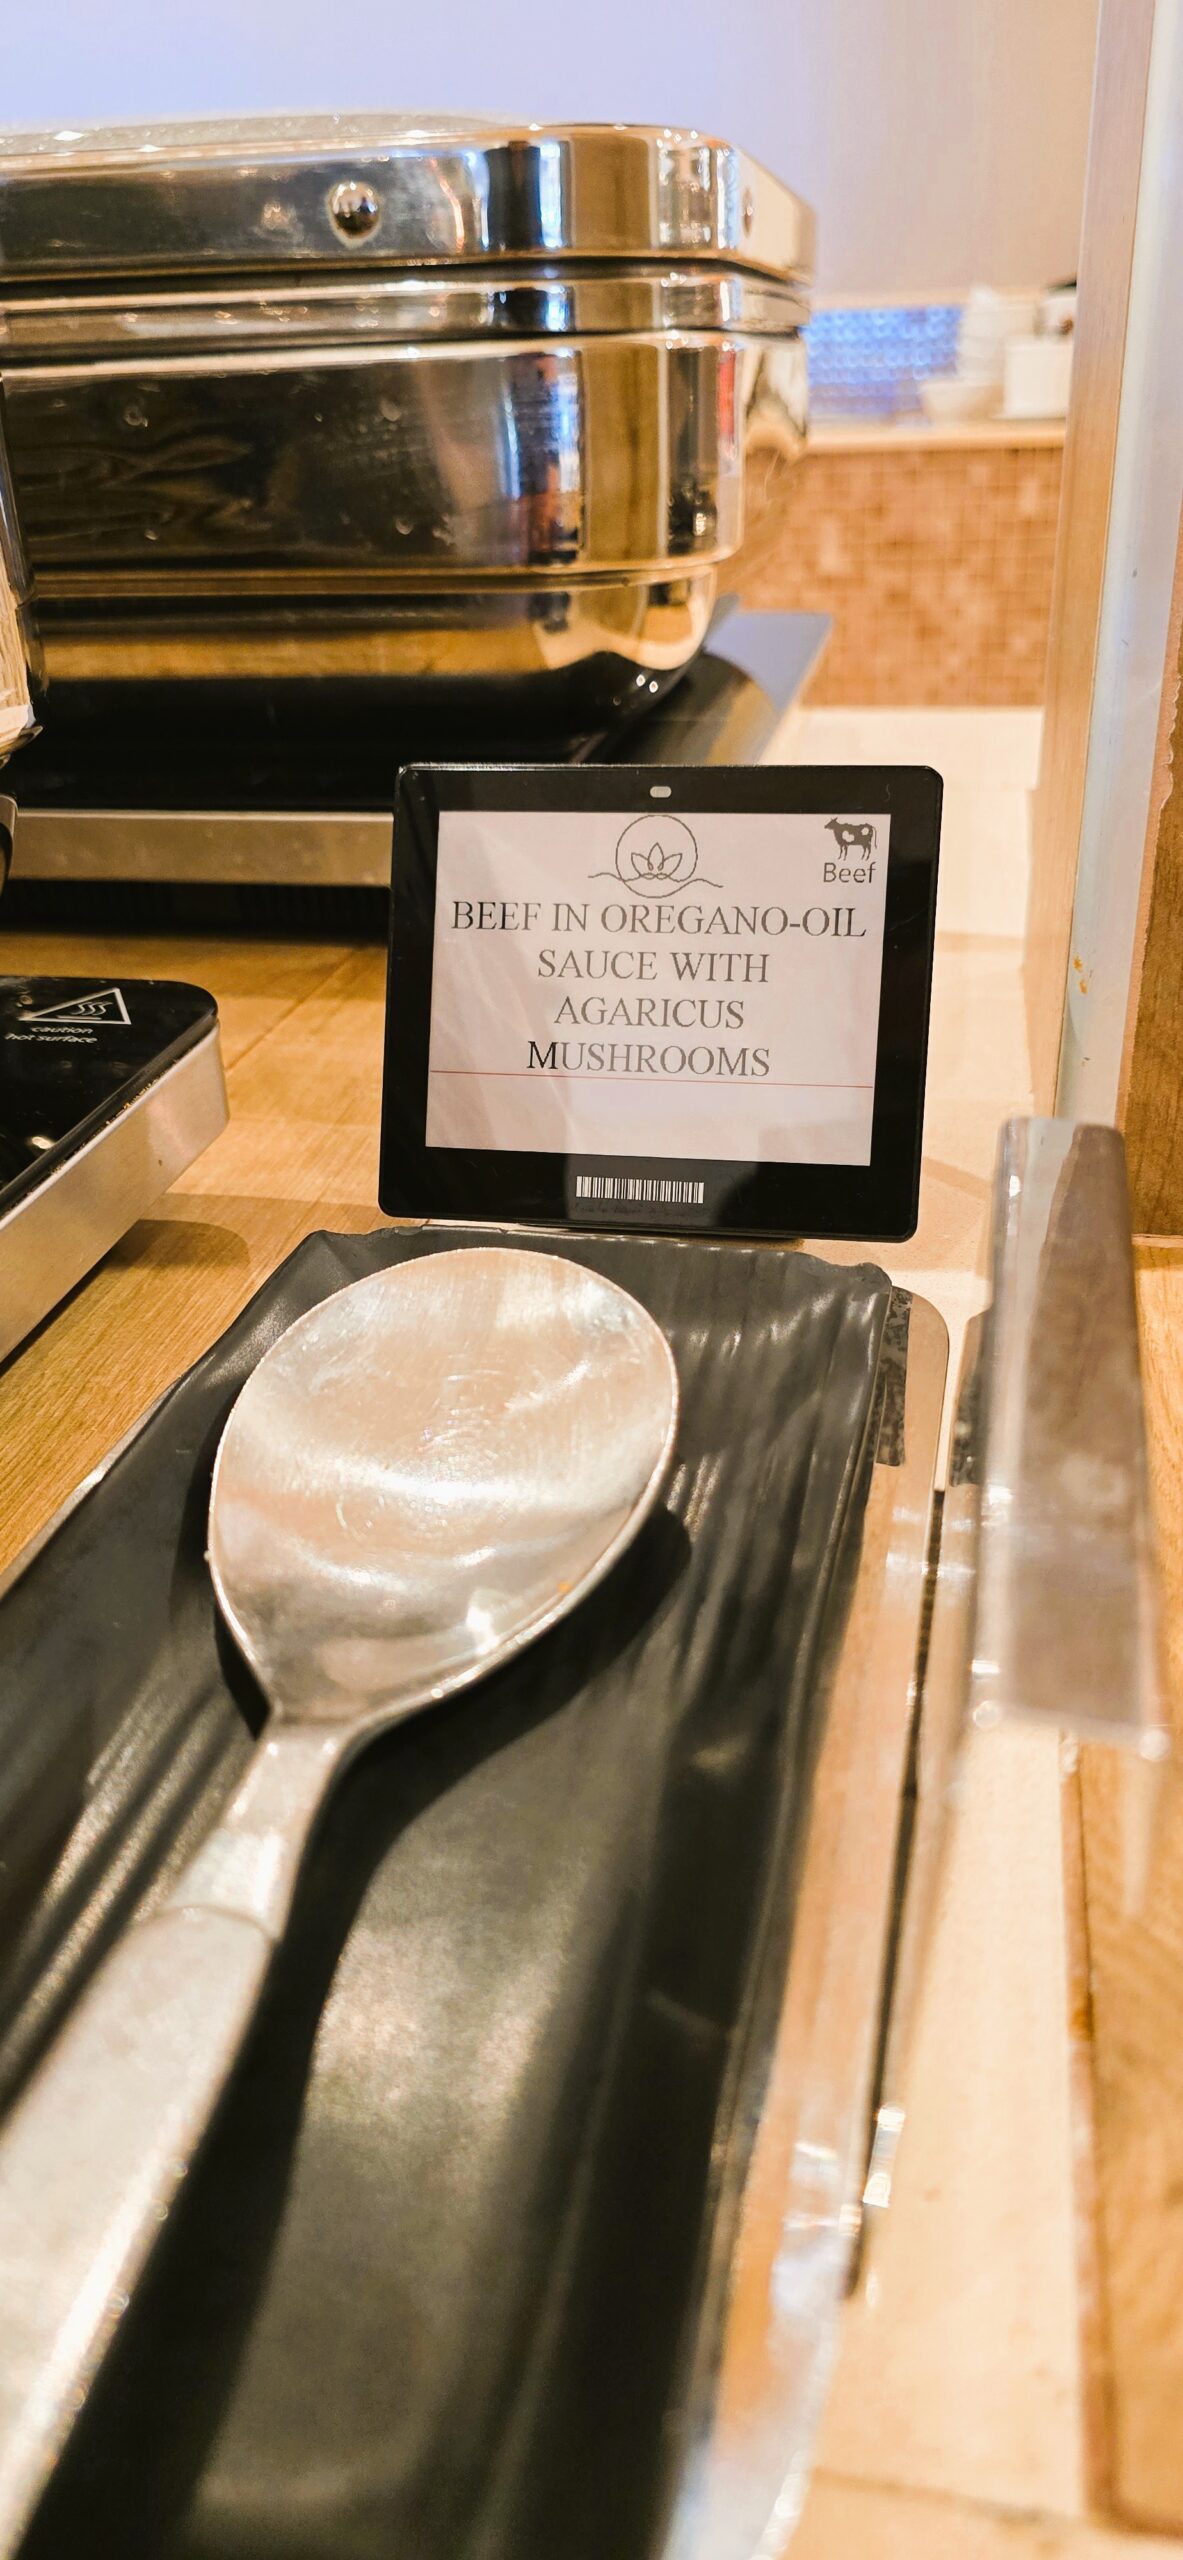 Beef
BEEF IN OREGANO-OIL
SAUCE WITH
AGARICUS
MUSHROOMS
caution
hot surface